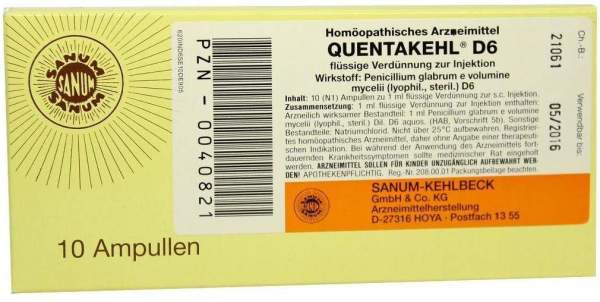 SANUM
SANUM
SANUM
10 Ampullen
620INDESE1DE805
PZN - 0040821
Homöopathisches Arzneimittel
QUENTAKEHL® D6
flüssige Verdünnung zur Injektion
Wirkstoff: Penicillium glabrum e volumine
mycelii (lyophil., steril.) D6
Inhalt: 10 (N1) Ampullen zu 1 ml flüssige Verdünnung zur s.c. Injektion.
Zusammensetzung: 1 ml flüssige Verdünnung zur Injektion enthalten:
Arzneilich wirksamer Bestandteil: 1 ml Penicillium glabrum e volumine
mycelii (lyophil., steril.) Dil. D6 aquos. (HAB, Vorschrift 5b). Sonstige
Bestandteile: Natriumchlorid. Nicht über 25°C aufbewahren. Registrier-
tes homöopathisches Arzneimittel, daher ohne Angabe einer therapeuti-
schen Indikation. Bei während der Anwendung des Arzneimittels fort-
dauernden Krankheitssymptomen sollte medizinischer Rat eingeholt
werden. ARZNEIMITTEL SOLLEN FÜR KINDER UNZUGÄNGLICH AUFBEWAHRT WER-
DEN! APOTHEKENPFLICHTIG. Reg.-Nr. 208.00.01 Packungsbeilage beachten.
SANUM-KEHLBECK
GmbH & Co. KG
Arzneimittelherstellung
D-27316 HOYA · Postfach 13 55
Ch.-B.:
21061
Verwendbar bis:
05/2016